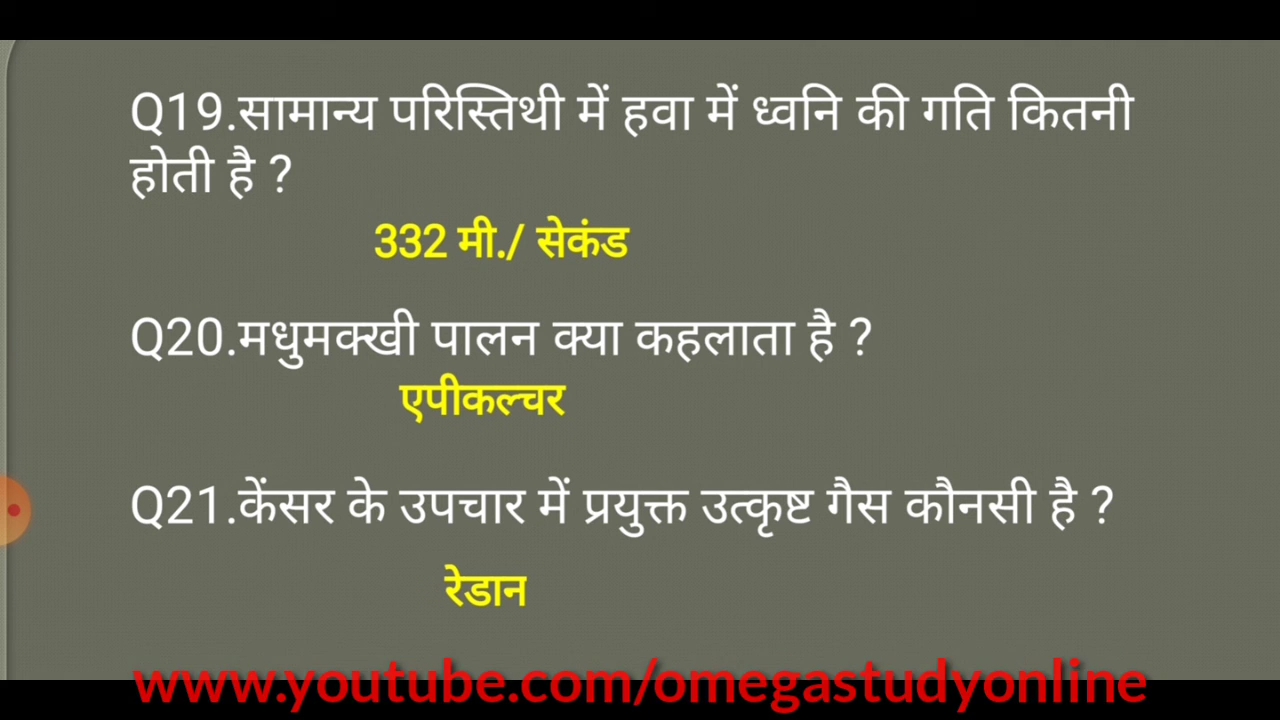 Q19.सामान्य परिस्तिथी में हवा में ध्वनि की गति कितनी
होती है ?
332 मी./ सेकंड
Q20.मधुमक्खी पालन क्या कहलाता है ?
एपीकल्चर
Q21.केंसर के उपचार में प्रयुक्त उत्कृष्ट गैस कौनसी है ?
रेडान
www.youtube.com/omegastudyonline